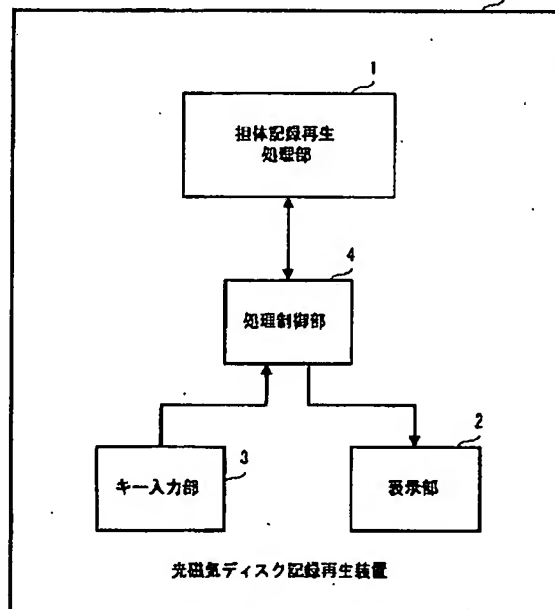 1
担体記録再生
処理部
4
処理制御部
3
キー入力部
2
表示部
光磁気ディスク記録再生装置